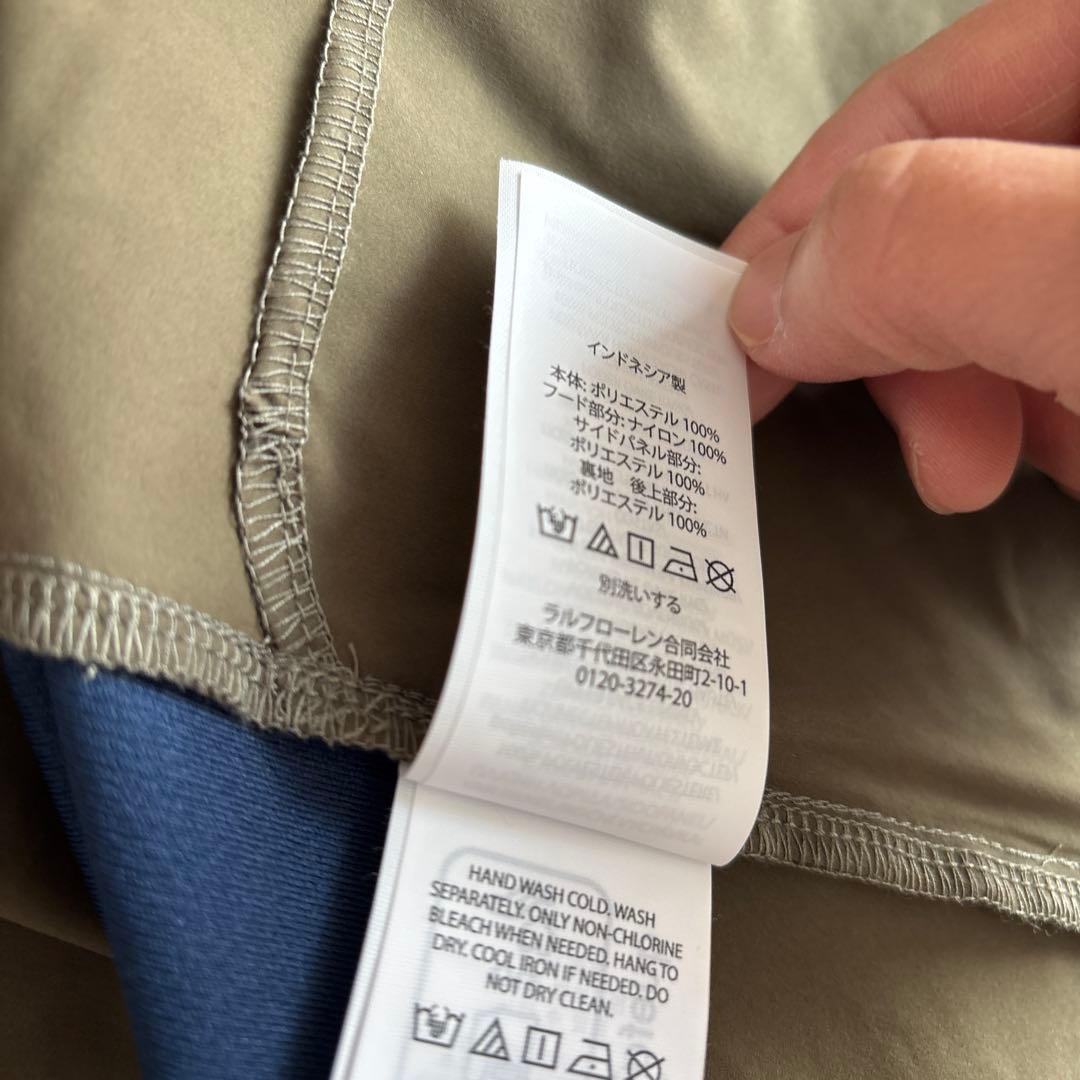 インドネシア製
本体: ポリエステル 100%
フード部分: ナイロン 100%
サイドパネル部分:
ポリエステル 100%
裏地 後上部分:
ポリエステル 100%
別洗いする
ラルフローレン合同会社
東京都千代田区永田町2-10-1
0120-3274-20
HAND WASH COLD. WASH
SEPARATELY. ONLY NON-CHLORINE
BLEACH WHEN NEEDED. HANG TO
DRY. COOL IRON IF NEEDED. DO
NOT DRY CLEAN.